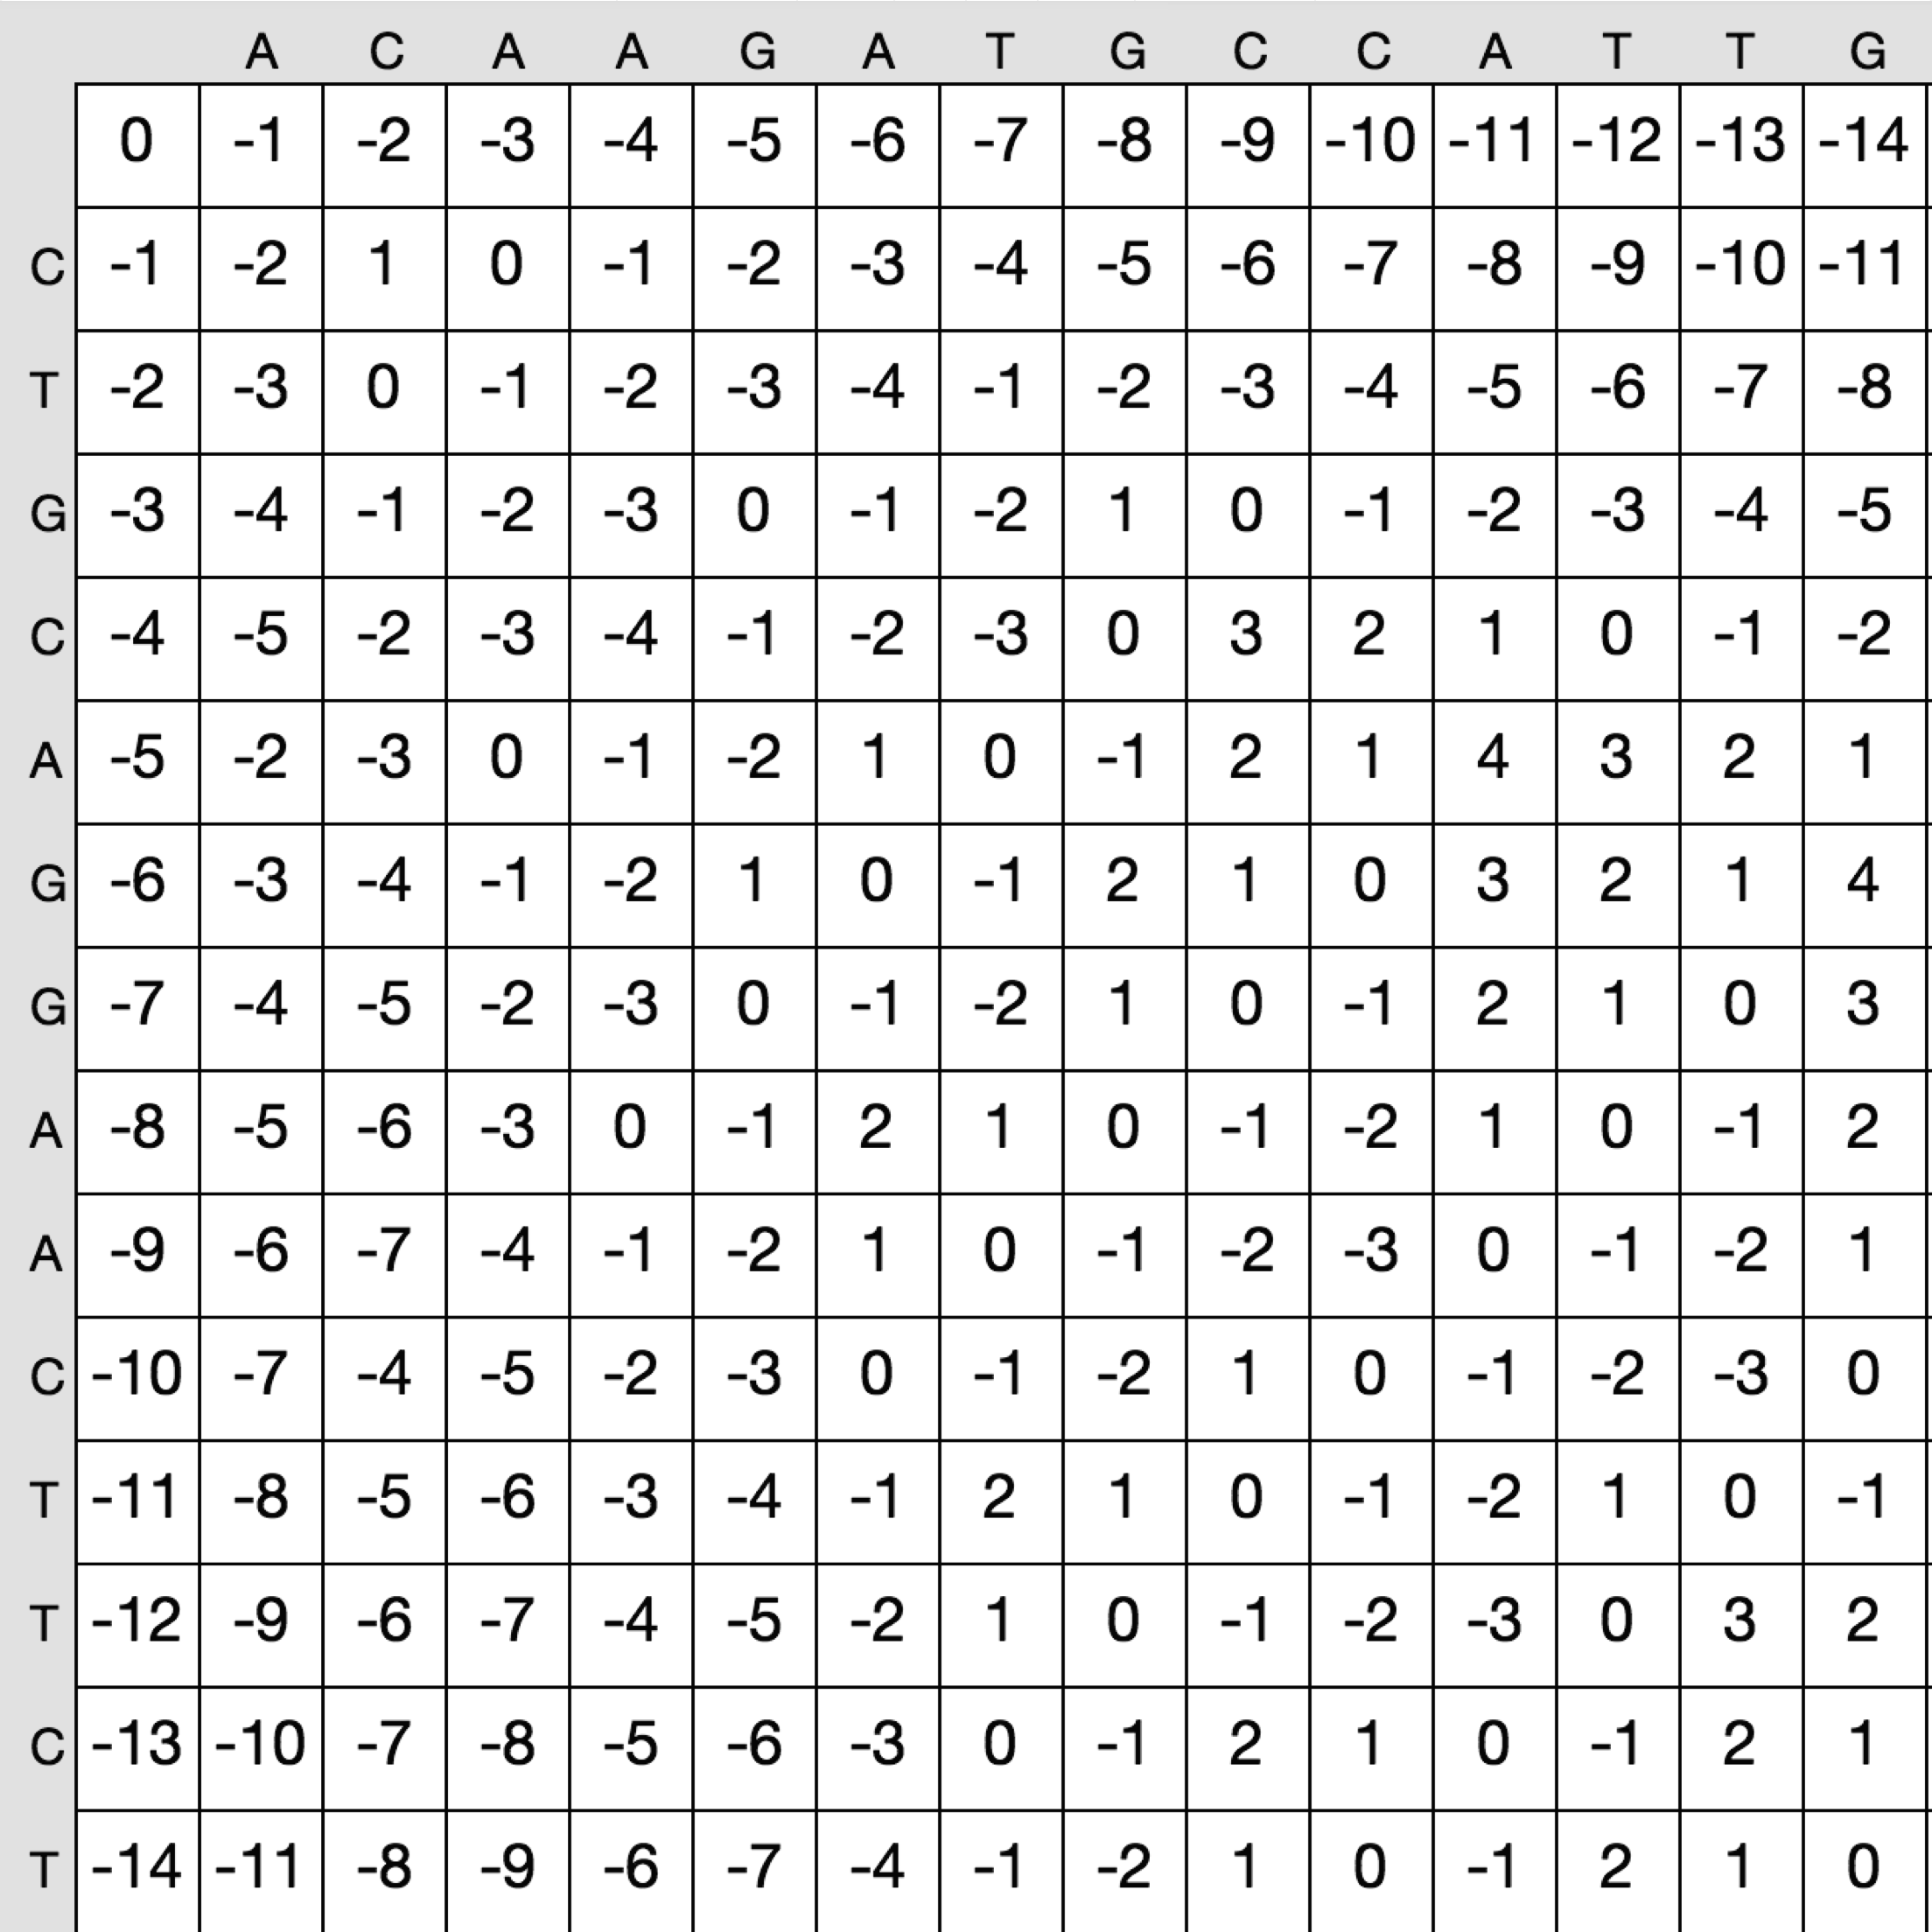 A C A A G A T G C C A T T G
0 -1 -2 -3 -4 -5 -6 -7 -8 -9 -10 -11 -12 -13 -14
C -1 -2 1 0 -1 -2 -3 -4 -5 -6 -7 -8 -9 -10 -11
T -2 -3 0 -1 -2 -3 -4 -1 -2 -3 -4 -5 -6 -7 -8
G -3 -4 -1 -2 -3 0 -1 -2 1 0 -1 -2 -3 -4 -5
C -4 -5 -2 -3 -4 -1 -2 -3 0 3 2 1 0 -1 -2
A -5 -2 -3 0 -1 -2 1 0 -1 2 1 4 3 2 1
G -6 -3 -4 -1 -2 1 0 -1 2 1 0 3 2 1 4
G -7 -4 -5 -2 -3 0 -1 -2 1 0 -1 2 1 0 3
A -8 -5 -6 -3 0 -1 2 1 0 -1 -2 1 0 -1 2
A -9 -6 -7 -4 -1 -2 1 0 -1 -2 -3 0 -1 -2 1
C -10 -7 -4 -5 -2 -3 0 -1 -2 1 0 -1 -2 -3 0
T -11 -8 -5 -6 -3 -4 -1 2 1 0 -1 -2 1 0 -1
T -12 -9 -6 -7 -4 -5 -2 1 0 -1 -2 -3 0 3 2
C -13 -10 -7 -8 -5 -6 -3 0 -1 2 1 0 -1 2 1
T -14 -11 -8 -9 -6 -7 -4 -1 -2 1 0 -1 2 1 0